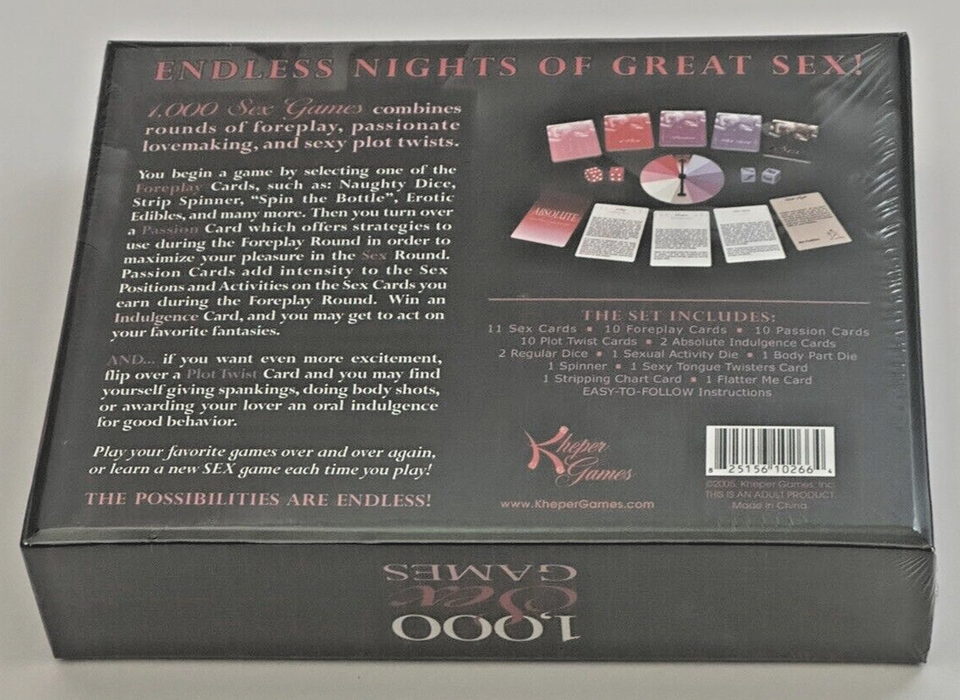 ENDLESS NIGHTS OF GREAT SEX!
1,000 Sex Games combines
rounds of foreplay, passionate
lovemaking, and sexy plot twists.
You begin a game by selecting one of the
Foreplay Cards, such as: Naughty Dice,
Strip Spinner, "Spin the Bottle", Erotic
Edibles, and many more. Then you turn over
a Passion Card which offers strategies to
use during the Foreplay Round in order to
maximize your pleasure in the Sex Round.
Passion Cards add intensity to the Sex
Positions and Activities on the Sex Cards you
earn during the Foreplay Round. Win an
Indulgence Card, and you may get to act on
your favorite fantasies.
AND... if you want even more excitement,
flip over a Plot Twist Card and you may find
yourself giving spankings, doing body shots,
or awarding your lover an oral indulgence
for good behavior.
Play your favorite games over and over again,
or learn a new SEX game each time you play!
THE POSSIBILITIES ARE ENDLESS!
ABSOLUTE
THE SET INCLUDES:
11 Sex Cards ▪ 10 Foreplay Cards ▪ 10 Passion Cards
10 Plot Twist Cards ▪ 2 Absolute Indulgence Cards
2 Regular Dice ▪ 1 Sexual Activity Die ▪ 1 Body Part Die
1 Spinner ▪ 1 Sexy Tongue Twisters Card
1 Stripping Chart Card ▪ 1 Flatter Me Card
EASY-TO-FOLLOW Instructions
Kheper
Games
www.KheperGames.com
8 25156 10266 4
©2005, Kheper Games, Inc.
THIS IS AN ADULT PRODUCT.
Made in China
1,000
Sex
GAMES